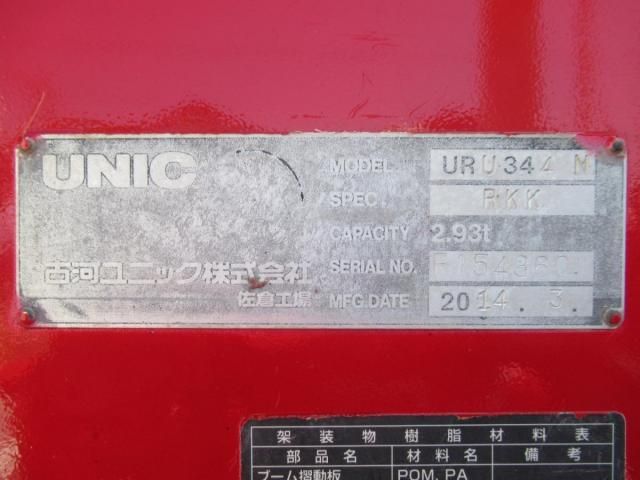 UNIC
MODEL URU344N
SPEC. RKK
CAPACITY 2.93t
古河ユニック株式会社
SERIAL NO.
佐倉工場
MFG.DATE 2014.3.
架装物樹脂材料表
部品名 材料名 備考
ブーム摺動板 POM, PA